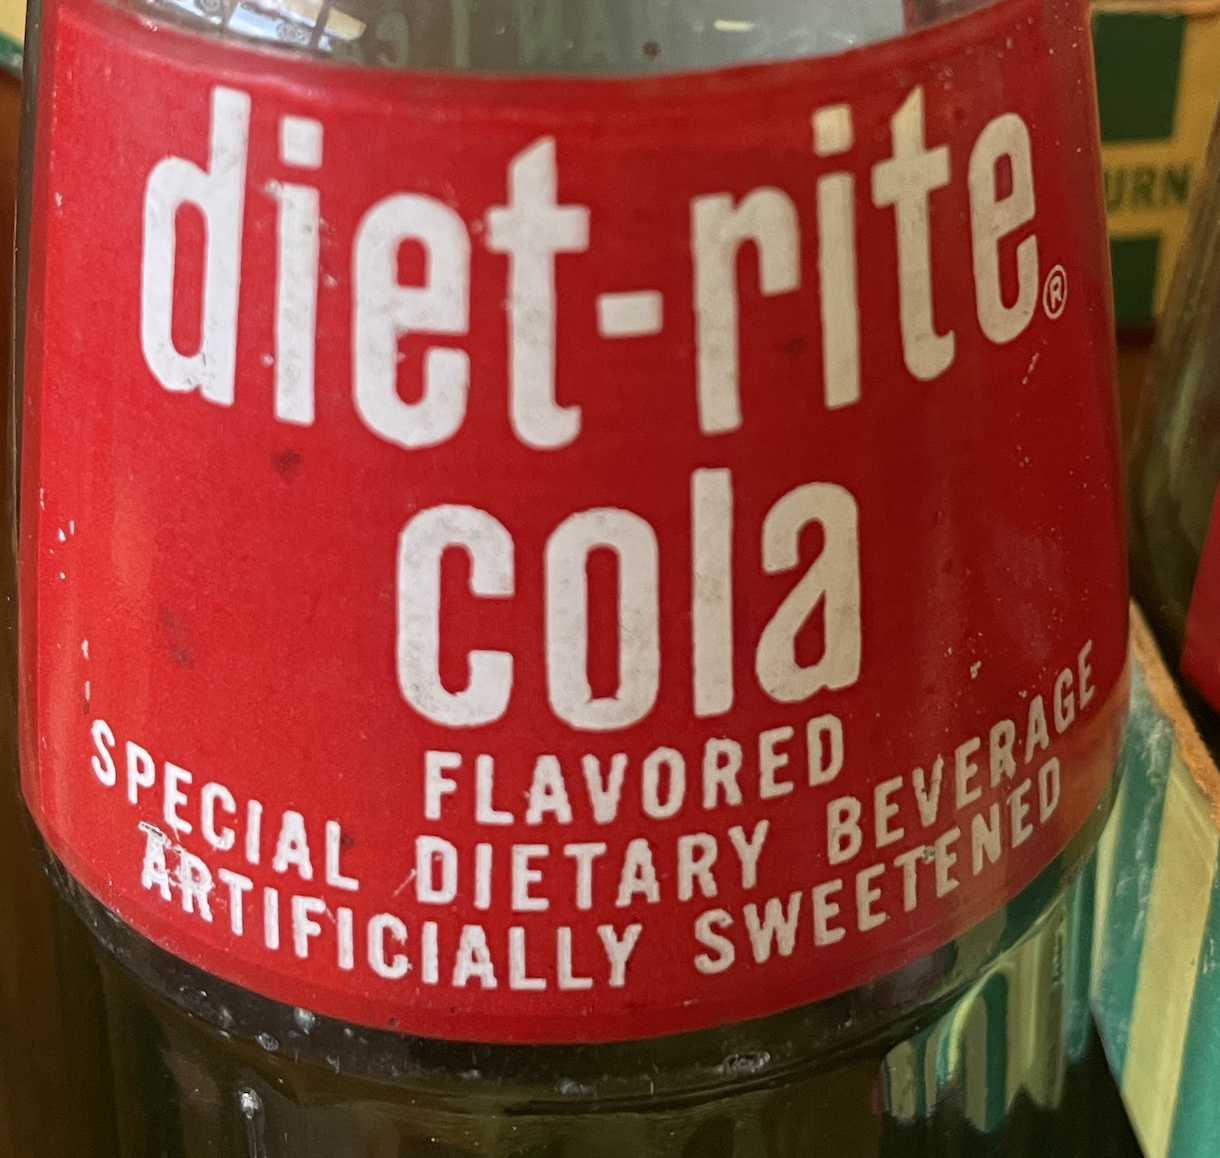 diet-rite®
cola
FLAVORED
SPECIAL DIETARY BEVERAGE
ARTIFICIALLY SWEETENED